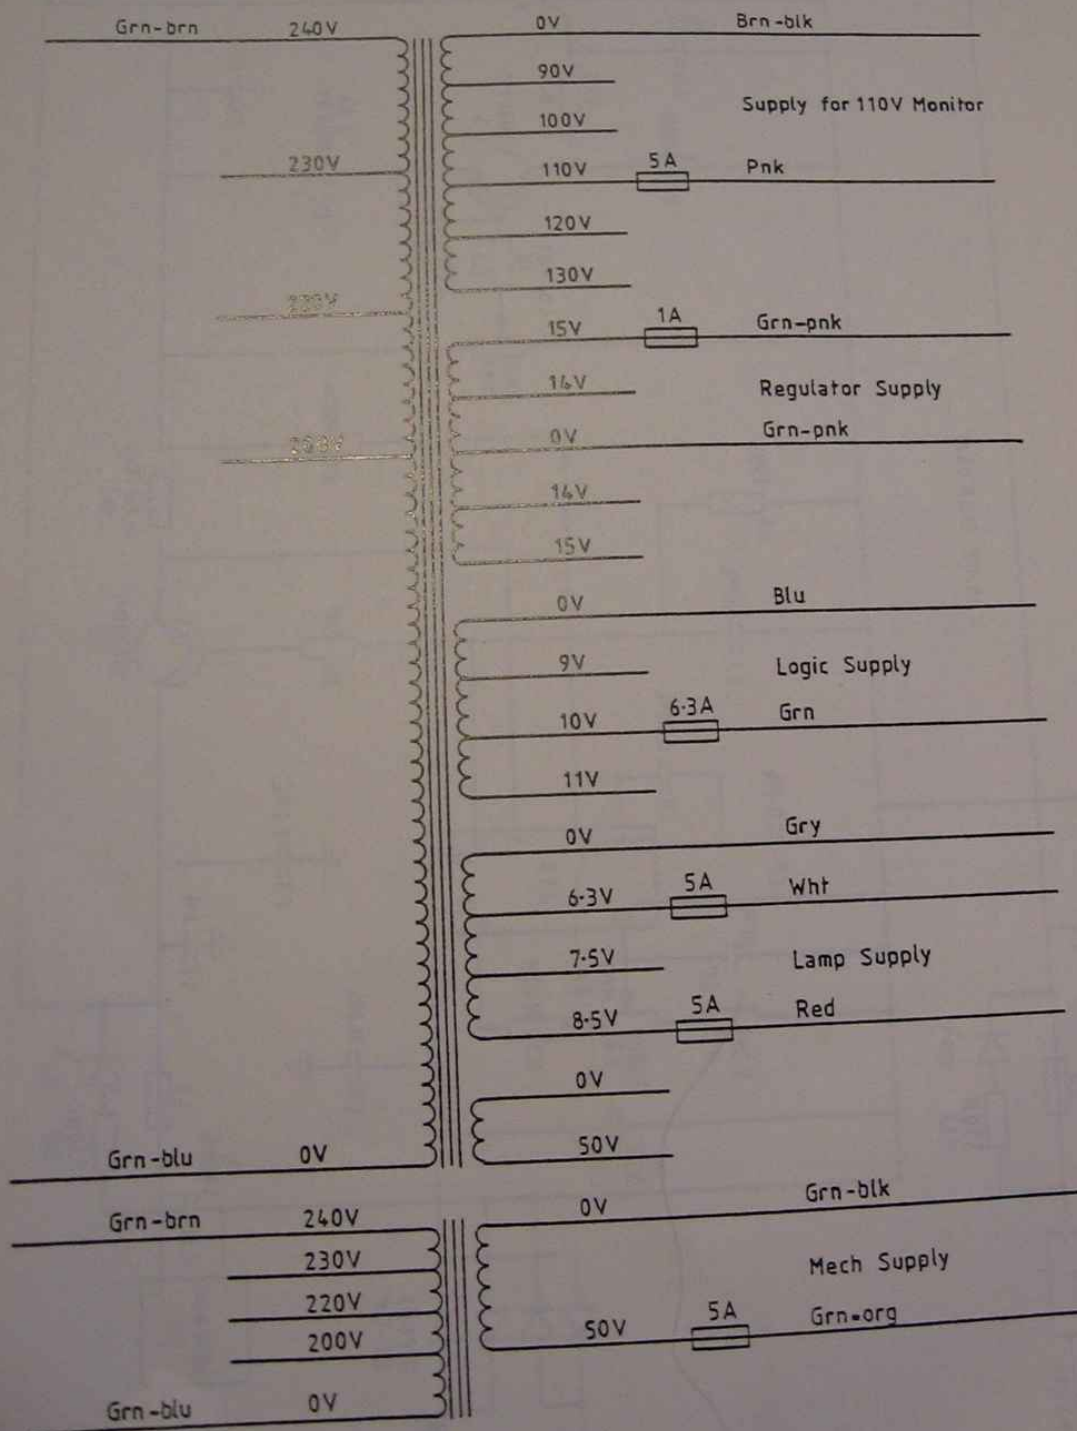 Grn-brn 240V 0V Brn-blk
90V
Supply for 110V Monitor
100V
230V 110V 5A Pnk
120V
130V
220V 15V 1A Grn-pnk
14V Regulator Supply
200V 0V Grn-pnk
14V
15V
0V Blu
9V Logic Supply
10V 6·3A Grn
11V
0V Gry
6·3V 5A Wht
7·5V Lamp Supply
8·5V 5A Red
0V
Grn-blu 0V 50V
Grn-brn 240V 0V Grn-blk
230V Mech Supply
220V 50V 5A Grn-org
200V
Grn-blu 0V